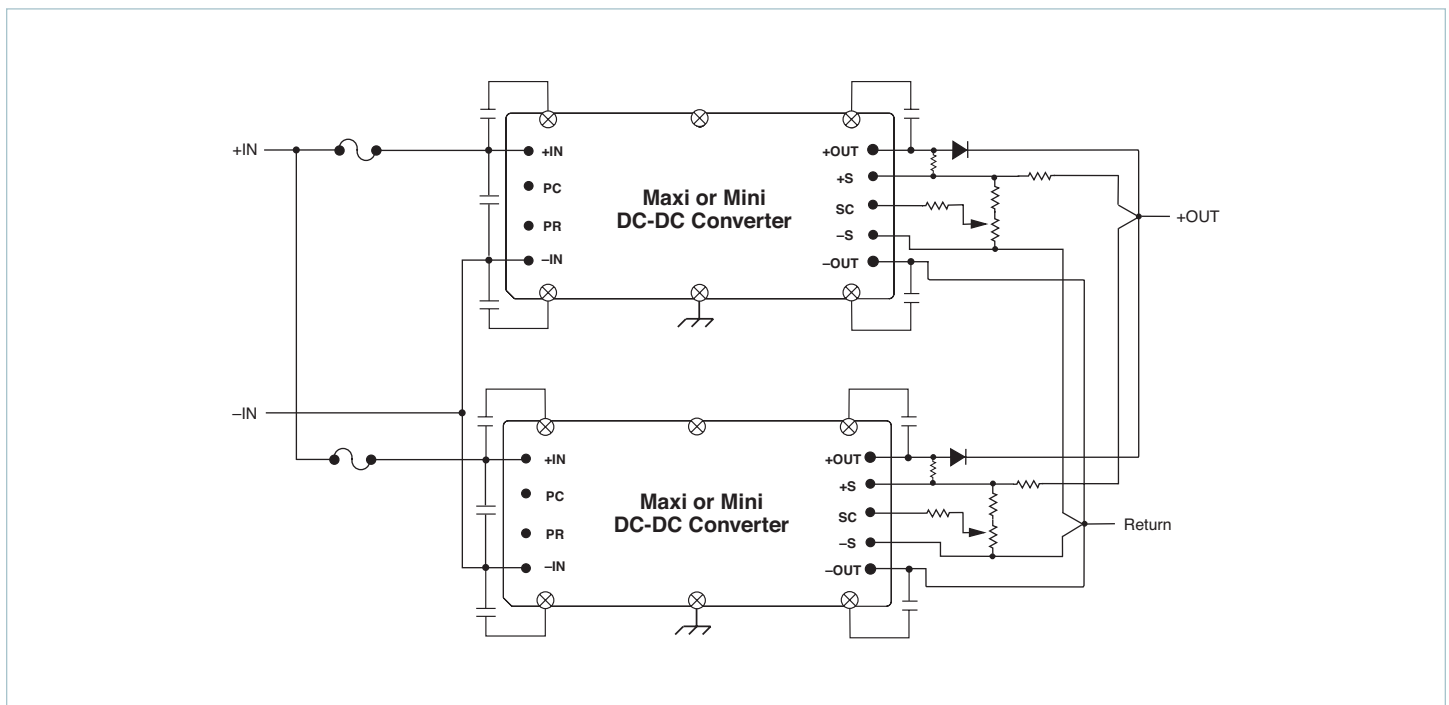 +IN
–IN
+IN
PC
PR
–IN
Maxi or Mini
DC-DC Converter
+OUT
+S
SC
–S
–OUT
+OUT
+IN
PC
PR
–IN
Maxi or Mini
DC-DC Converter
+OUT
+S
SC
–S
–OUT
Return